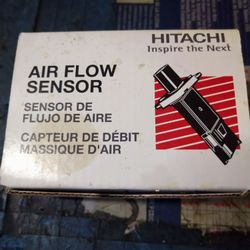 HITACHI
Inspire the Next
AIR FLOW
SENSOR
SENSOR DE
FLUJO DE AIRE
CAPTEUR DE DÉBIT
MASSIQUE D'AIR